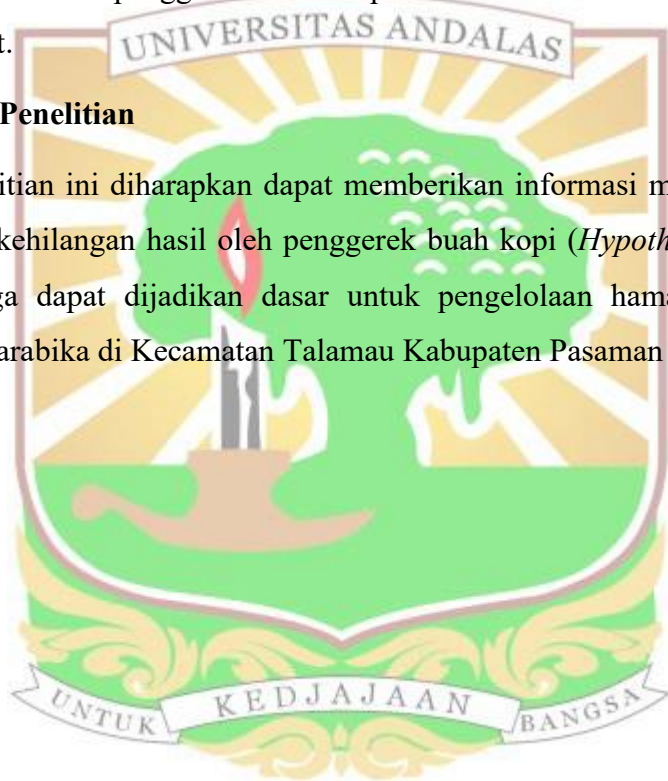 UNIVERSITAS ANDALAS
t.
Penelitian
itian ini diharapkan dapat memberikan informasi m
kehilangan hasil oleh penggerek buah kopi (Hypoth
ga dapat dijadikan dasar untuk pengelolaan hama
arabika di Kecamatan Talamau Kabupaten Pasaman
UNTUK KEDJAJAAN BANGSA